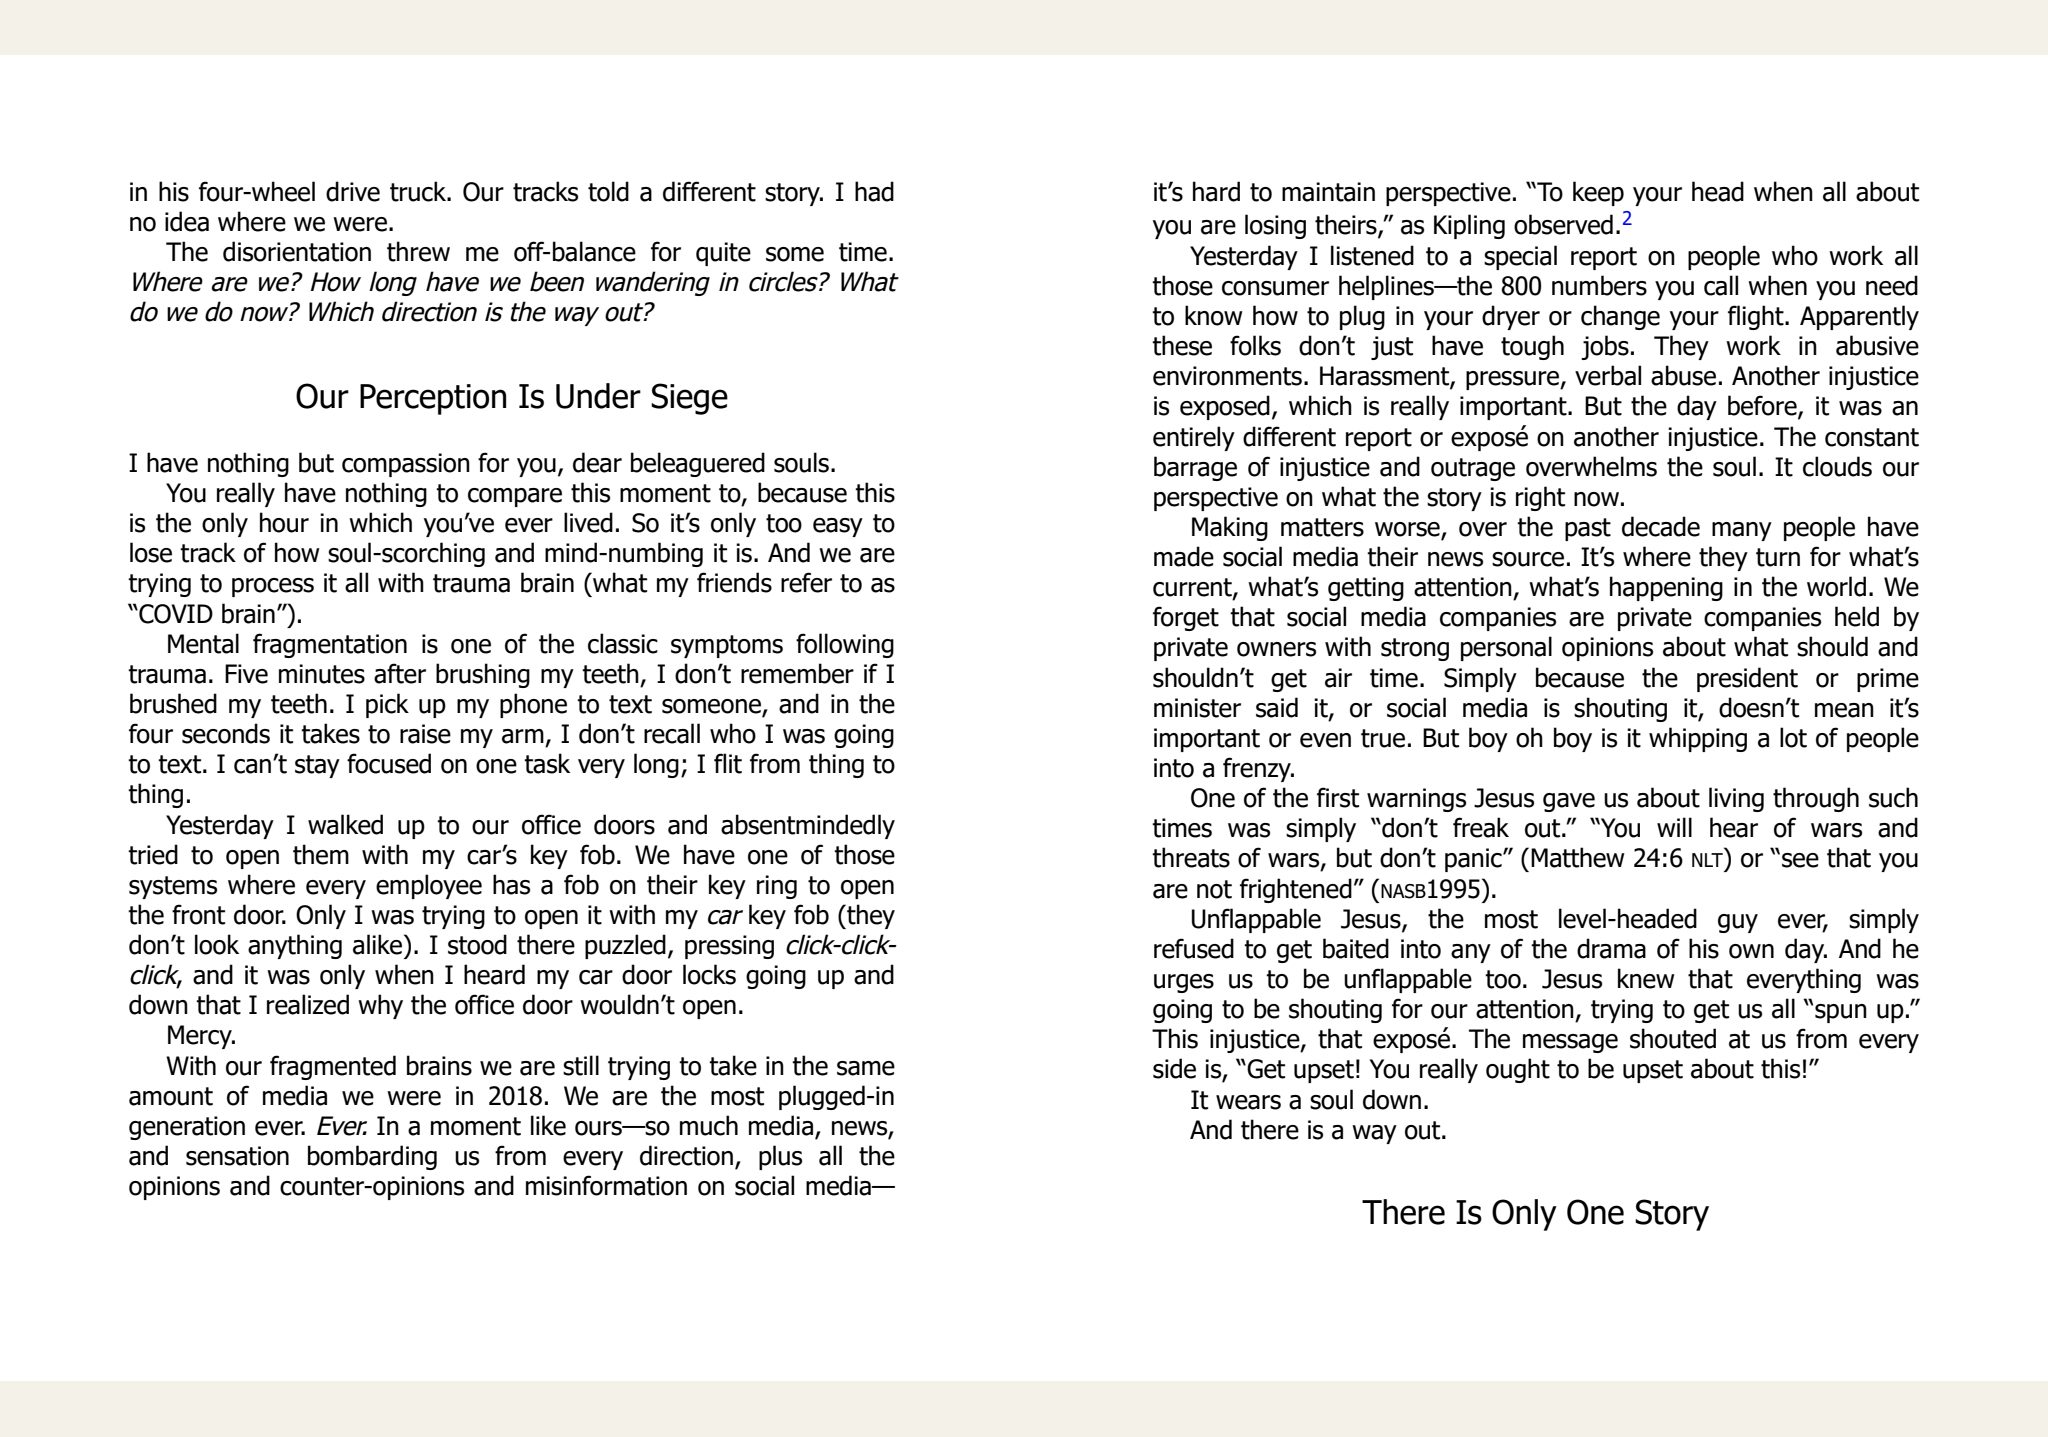 in his four-wheel drive truck. Our tracks told a different story. I had
no idea where we were.
The disorientation threw me off-balance for quite some time.
Where are we? How long have we been wandering in circles? What
do we do now? Which direction is the way out?
Our Perception Is Under Siege
I have nothing but compassion for you, dear beleaguered souls.
You really have nothing to compare this moment to, because this
is the only hour in which you’ve ever lived. So it’s only too easy to
lose track of how soul-scorching and mind-numbing it is. And we are
trying to process it all with trauma brain (what my friends refer to as
“COVID brain”).
Mental fragmentation is one of the classic symptoms following
trauma. Five minutes after brushing my teeth, I don’t remember if I
brushed my teeth. I pick up my phone to text someone, and in the
four seconds it takes to raise my arm, I don’t recall who I was going
to text. I can’t stay focused on one task very long; I flit from thing to
thing.
Yesterday I walked up to our office doors and absentmindedly
tried to open them with my car’s key fob. We have one of those
systems where every employee has a fob on their key ring to open
the front door. Only I was trying to open it with my car key fob (they
don’t look anything alike). I stood there puzzled, pressing click-click-
click, and it was only when I heard my car door locks going up and
down that I realized why the office door wouldn’t open.
Mercy.
With our fragmented brains we are still trying to take in the same
amount of media we were in 2018. We are the most plugged-in
generation ever. Ever. In a moment like ours—so much media, news,
and sensation bombarding us from every direction, plus all the
opinions and counter-opinions and misinformation on social media—
it’s hard to maintain perspective. “To keep your head when all about
you are losing theirs,” as Kipling observed.2
Yesterday I listened to a special report on people who work all
those consumer helplines—the 800 numbers you call when you need
to know how to plug in your dryer or change your flight. Apparently
these folks don’t just have tough jobs. They work in abusive
environments. Harassment, pressure, verbal abuse. Another injustice
is exposed, which is really important. But the day before, it was an
entirely different report or exposé on another injustice. The constant
barrage of injustice and outrage overwhelms the soul. It clouds our
perspective on what the story is right now.
Making matters worse, over the past decade many people have
made social media their news source. It’s where they turn for what’s
current, what’s getting attention, what’s happening in the world. We
forget that social media companies are private companies held by
private owners with strong personal opinions about what should and
shouldn’t get air time. Simply because the president or prime
minister said it, or social media is shouting it, doesn’t mean it’s
important or even true. But boy oh boy is it whipping a lot of people
into a frenzy.
One of the first warnings Jesus gave us about living through such
times was simply “don’t freak out.” “You will hear of wars and
threats of wars, but don’t panic” (Matthew 24:6 NLT) or “see that you
are not frightened” (NASB1995).
Unflappable Jesus, the most level-headed guy ever, simply
refused to get baited into any of the drama of his own day. And he
urges us to be unflappable too. Jesus knew that everything was
going to be shouting for our attention, trying to get us all “spun up.”
This injustice, that exposé. The message shouted at us from every
side is, “Get upset! You really ought to be upset about this!”
It wears a soul down.
And there is a way out.
There Is Only One Story